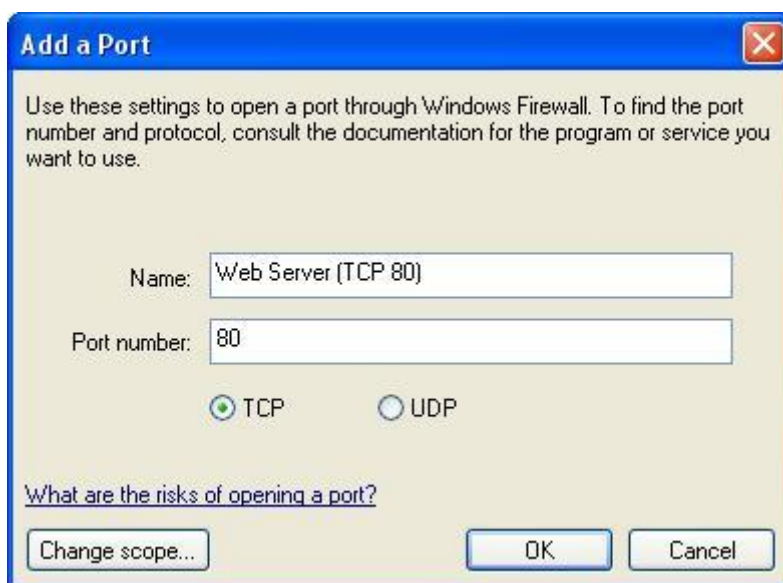 Add a Port
Use these settings to open a port through Windows Firewall. To find the port
number and protocol, consult the documentation for the program or service you
want to use.
Name: Web Server (TCP 80)
Port number: 80
TCP UDP
What are the risks of opening a port?
Change scope... OK Cancel